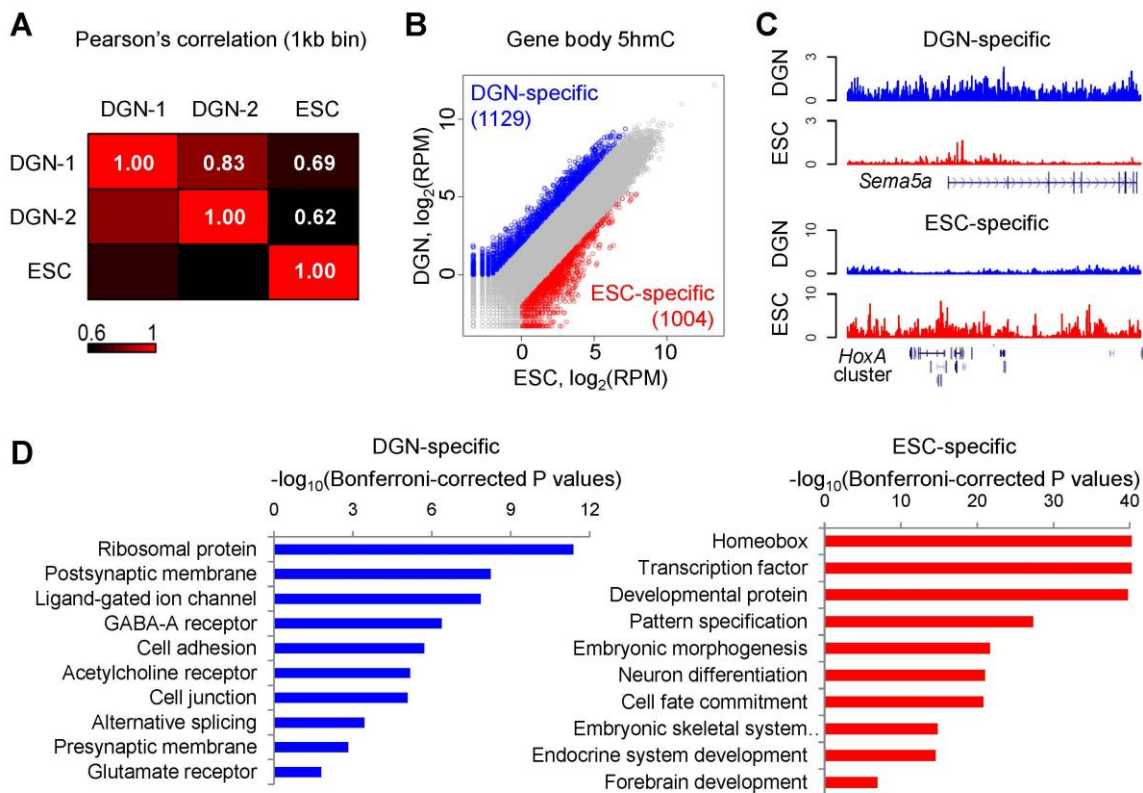 A
Pearson's correlation (1kb bin)
DGN-1 DGN-2 ESC
DGN-1 1.00 0.83 0.69
DGN-2 1.00 0.62
ESC 1.00
0.6 1
B
Gene body 5hmC
DGN-specific
(1129)
ESC-specific
(1004)
DGN, log2(RPM)
10
5
0
0 5 10
ESC, log2(RPM)
C
DGN-specific
DGN
3
0
ESC
3
0
Sema5a
ESC-specific
DGN
10
0
ESC
10
0
HoxA
cluster
D
DGN-specific
-log10(Bonferroni-corrected P values)
0 3 6 9 12
Ribosomal protein
Postsynaptic membrane
Ligand-gated ion channel
GABA-A receptor
Cell adhesion
Acetylcholine receptor
Cell junction
Alternative splicing
Presynaptic membrane
Glutamate receptor
ESC-specific
-log10(Bonferroni-corrected P values)
0 10 20 30 40
Homeobox
Transcription factor
Developmental protein
Pattern specification
Embryonic morphogenesis
Neuron differentiation
Cell fate commitment
Embryonic skeletal system..
Endocrine system development
Forebrain development